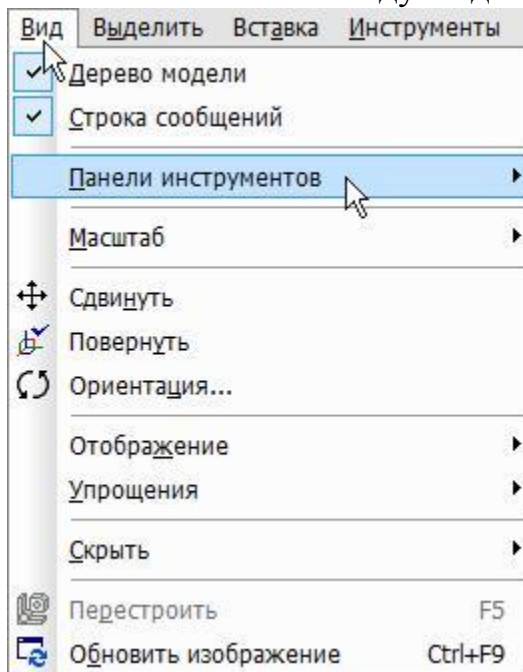 Вид Выделить Вставка Инструменты
Дерево модели
Строка сообщений
Панели инструментов
Масштаб
Сдвинуть
Повернуть
Ориентация...
Отображение
Упрощения
Скрыть
Перестроить F5
Обновить изображение Ctrl+F9